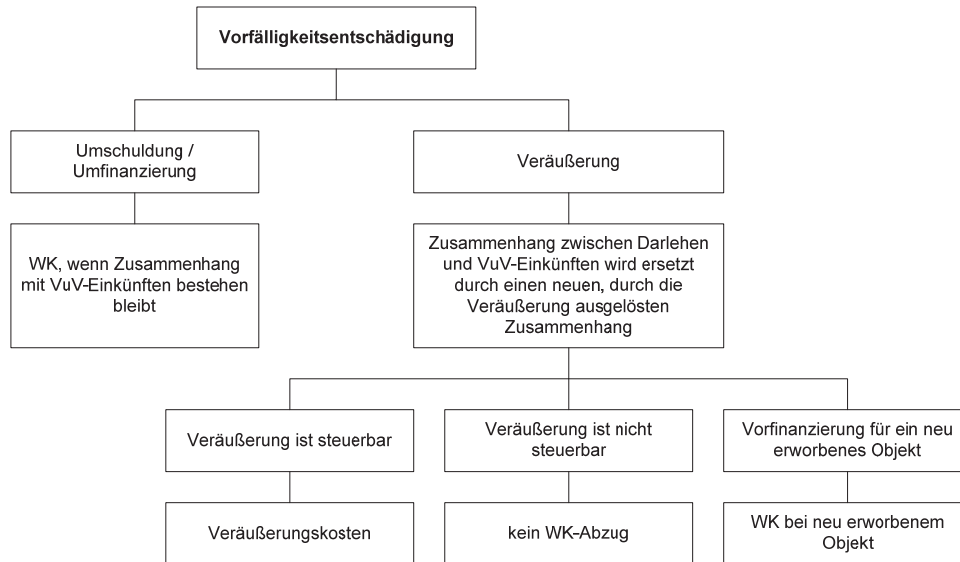 Vorfälligkeitsentschädigung
Umschuldung /
Umfinanzierung
Veräußerung
WK, wenn Zusammenhang
mit VuV-Einkünften bestehen
bleibt
Zusammenhang zwischen Darlehen
und VuV-Einkünften wird ersetzt
durch einen neuen, durch die
Veräußerung ausgelösten
Zusammenhang
Veräußerung ist steuerbar
Veräußerung ist nicht
steuerbar
Vorfinanzierung für ein neu
erworbenes Objekt
Veräußerungskosten
kein WK-Abzug
WK bei neu erworbenem
Objekt